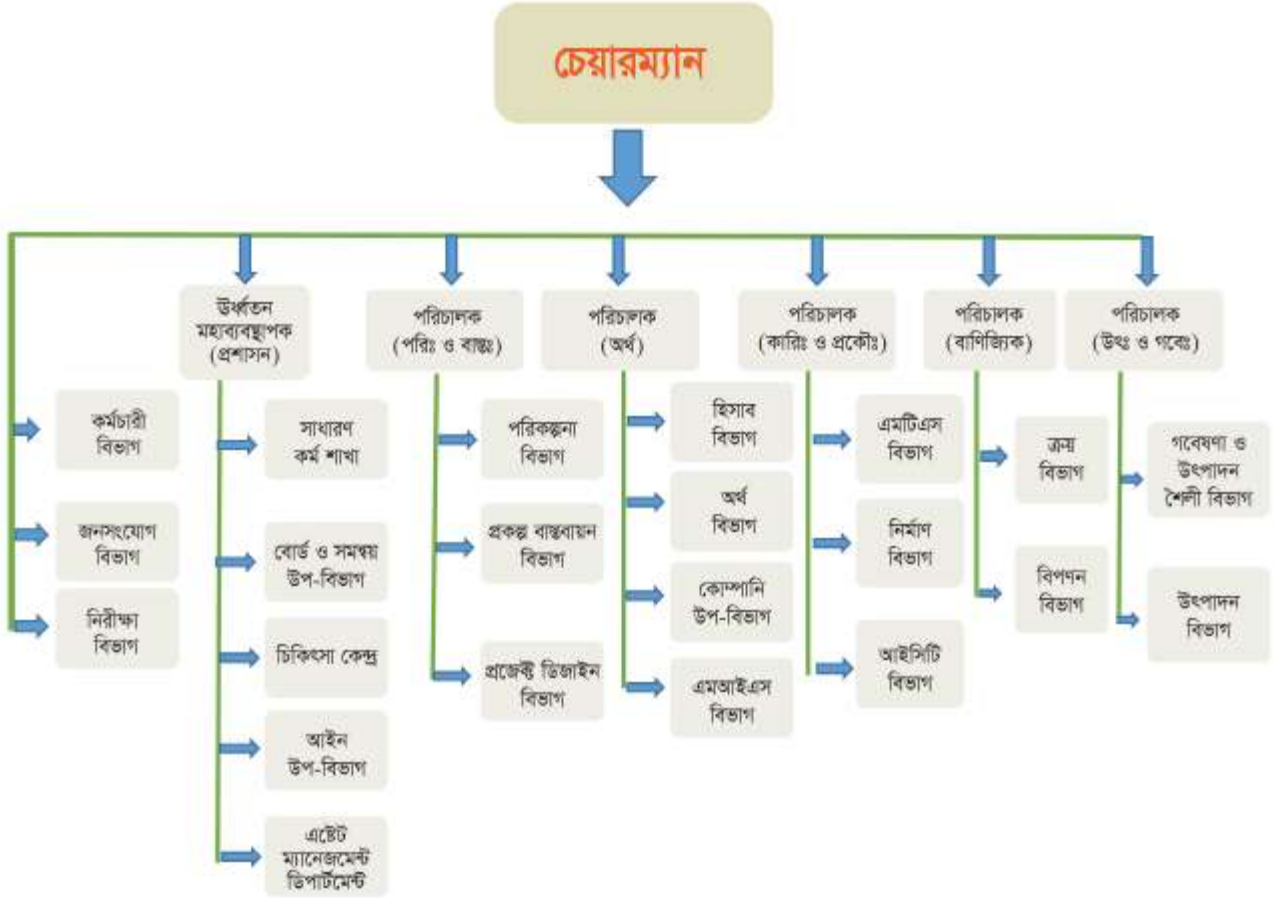 চেয়ারম্যান
ঊর্ধ্বতন
মহাব্যবস্থাপক
(প্রশাসন)
পরিচালক
(পরিঃ ও বাস্তঃ)
পরিচালক
(অর্থ)
পরিচালক
(কারিঃ ও প্রকৌঃ)
পরিচালক
(বাণিজ্যিক)
পরিচালক
(উৎঃ ও গবেঃ)
কর্মচারী
বিভাগ
জনসংযোগ
বিভাগ
নিরীক্ষা
বিভাগ
সাধারণ
কর্ম শাখা
বোর্ড ও সমন্বয়
উপ-বিভাগ
চিকিৎসা কেন্দ্র
আইন
উপ-বিভাগ
এষ্টেট
ম্যানেজমেন্ট
ডিপার্টমেন্ট
পরিকল্পনা
বিভাগ
প্রকল্প বাস্তবায়ন
বিভাগ
প্রজেক্ট ডিজাইন
বিভাগ
হিসাব
বিভাগ
অর্থ
বিভাগ
কোম্পানি
উপ-বিভাগ
এমআইএস
বিভাগ
এমটিএস
বিভাগ
নির্মাণ
বিভাগ
আইসিটি
বিভাগ
ক্রয়
বিভাগ
বিপণন
বিভাগ
গবেষণা ও
উৎপাদন
শৈলী বিভাগ
উৎপাদন
বিভাগ